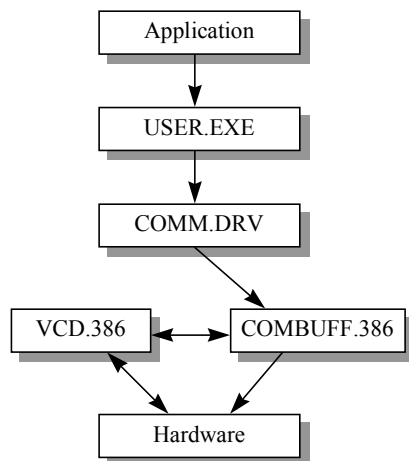 Application
USER.EXE
COMM.DRV
VCD.386
COMBUFF.386
Hardware